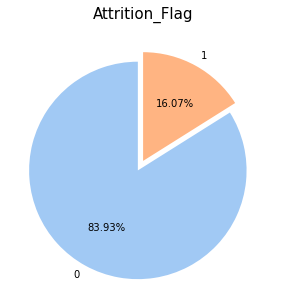 Attrition_Flag
1
16.07%
83.93%
0